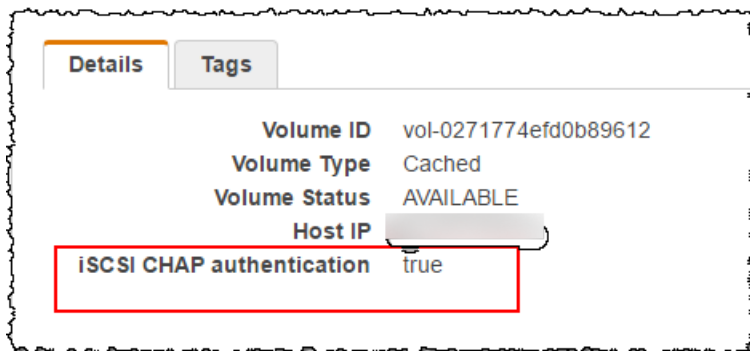 Details Tags
Volume ID vol-0271774efd0b89612
Volume Type Cached
Volume Status AVAILABLE
Host IP
iSCSI CHAP authentication true